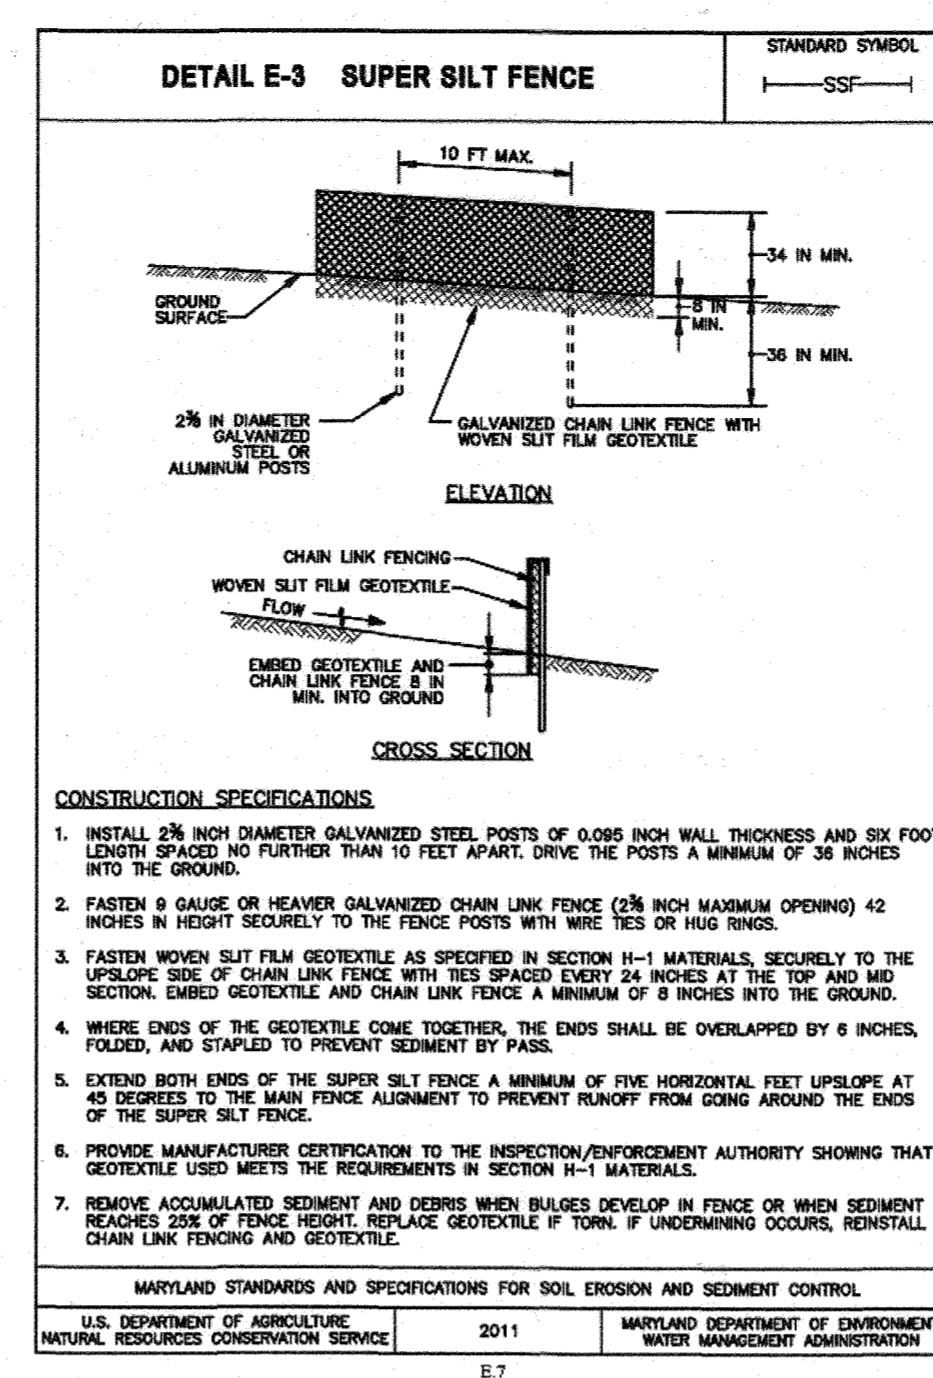 DETAIL E-3 SUPER SILT FENCE
STANDARD SYMBOL
SSF
10 FT MAX.
34 IN MIN.
GROUND
SURFACE
8 IN
MIN.
36 IN MIN.
2⅜ IN DIAMETER
GALVANIZED
STEEL OR
ALUMINUM POSTS
GALVANIZED CHAIN LINK FENCE WITH
WOVEN SLIT FILM GEOTEXTILE
ELEVATION
CHAIN LINK FENCING
WOVEN SLIT FILM GEOTEXTILE
FLOW
EMBED GEOTEXTILE AND
CHAIN LINK FENCE 8 IN
MIN. INTO GROUND
CROSS SECTION
CONSTRUCTION SPECIFICATIONS
1. INSTALL 2⅜ INCH DIAMETER GALVANIZED STEEL POSTS OF 0.095 INCH WALL THICKNESS AND SIX FOOT
LENGTH SPACED NO FURTHER THAN 10 FEET APART. DRIVE THE POSTS A MINIMUM OF 36 INCHES
INTO THE GROUND.
2. FASTEN 9 GAUGE OR HEAVIER GALVANIZED CHAIN LINK FENCE (2⅜ INCH MAXIMUM OPENING) 42
INCHES IN HEIGHT SECURELY TO THE FENCE POSTS WITH WIRE TIES OR HUG RINGS.
3. FASTEN WOVEN SLIT FILM GEOTEXTILE AS SPECIFIED IN SECTION H-1 MATERIALS, SECURELY TO THE
UPSLOPE SIDE OF CHAIN LINK FENCE WITH TIES SPACED EVERY 24 INCHES AT THE TOP AND MID
SECTION. EMBED GEOTEXTILE AND CHAIN LINK FENCE A MINIMUM OF 8 INCHES INTO THE GROUND.
4. WHERE ENDS OF THE GEOTEXTILE COME TOGETHER, THE ENDS SHALL BE OVERLAPPED BY 6 INCHES,
FOLDED, AND STAPLED TO PREVENT SEDIMENT BY PASS.
5. EXTEND BOTH ENDS OF THE SUPER SILT FENCE A MINIMUM OF FIVE HORIZONTAL FEET UPSLOPE AT
45 DEGREES TO THE MAIN FENCE ALIGNMENT TO PREVENT RUNOFF FROM GOING AROUND THE ENDS
OF THE SUPER SILT FENCE.
6. PROVIDE MANUFACTURER CERTIFICATION TO THE INSPECTION/ENFORCEMENT AUTHORITY SHOWING THAT
GEOTEXTILE USED MEETS THE REQUIREMENTS IN SECTION H-1 MATERIALS.
7. REMOVE ACCUMULATED SEDIMENT AND DEBRIS WHEN BULGES DEVELOP IN FENCE OR WHEN SEDIMENT
REACHES 25% OF FENCE HEIGHT. REPLACE GEOTEXTILE IF TORN. IF UNDERMINING OCCURS, REINSTALL
CHAIN LINK FENCING AND GEOTEXTILE.
MARYLAND STANDARDS AND SPECIFICATIONS FOR SOIL EROSION AND SEDIMENT CONTROL
U.S. DEPARTMENT OF AGRICULTURE
NATURAL RESOURCES CONSERVATION SERVICE
2011
MARYLAND DEPARTMENT OF ENVIRONMENT
WATER MANAGEMENT ADMINISTRATION
E.7